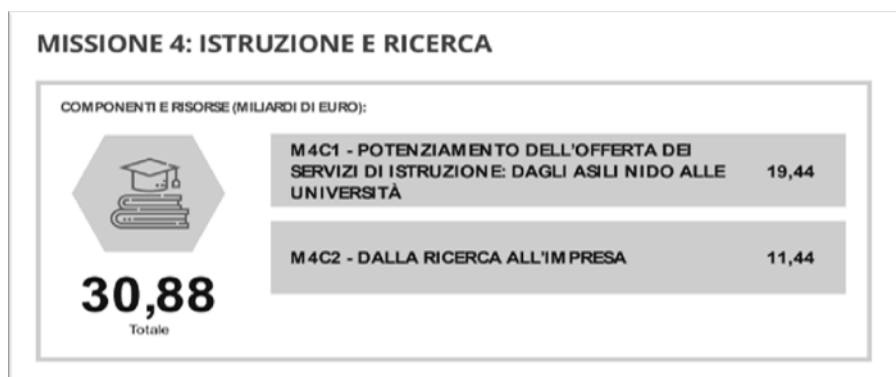 MISSIONE 4: ISTRUZIONE E RICERCA
COMPONENTI E RISORSE (MILIARDI DI EURO):
M4C1 - POTENZIAMENTO DELL'OFFERTA DEI
SERVIZI DI ISTRUZIONE: DAGLI ASILI NIDO ALLE
UNIVERSITÀ
19,44
M4C2 - DALLA RICERCA ALL'IMPRESA
11,44
30,88
Totale